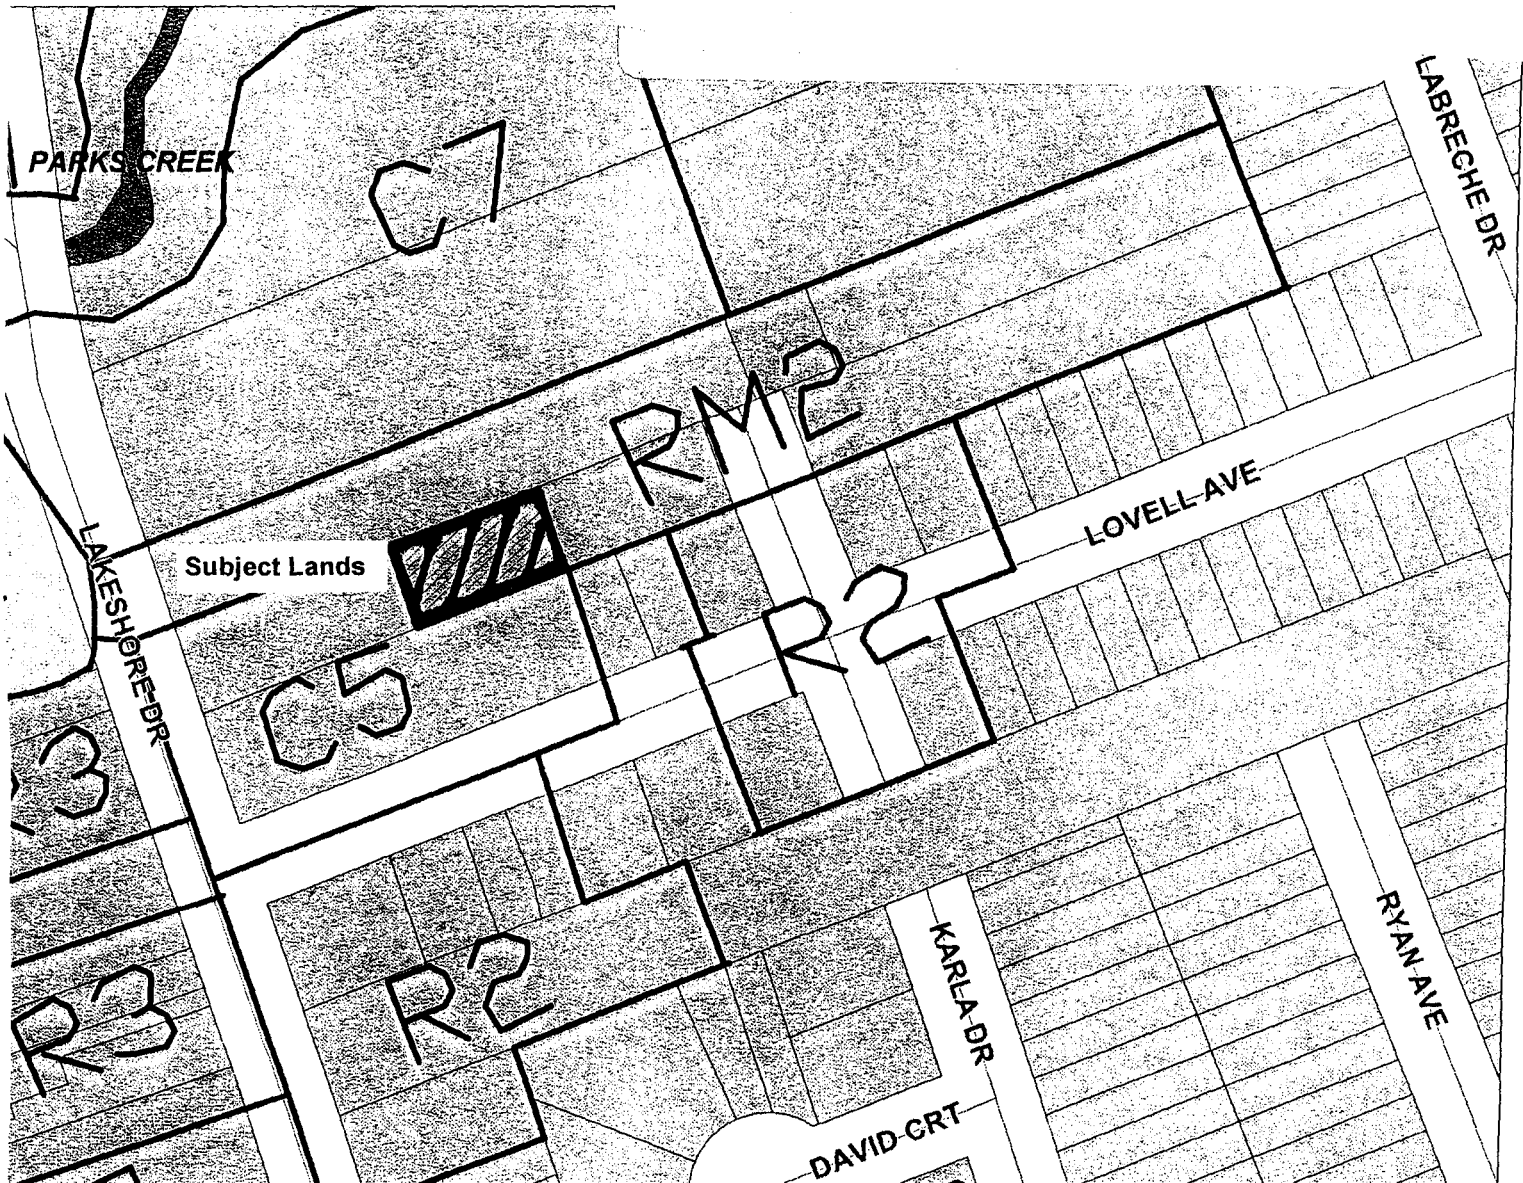 LABRECHE DR
PARKS CREEK
C7
RM2
LOVELL AVE
Subject Lands
LAKESHORE DR
R2
C5
R3
RYAN AVE
KARLA DR
R2
R3
DAVID CRT